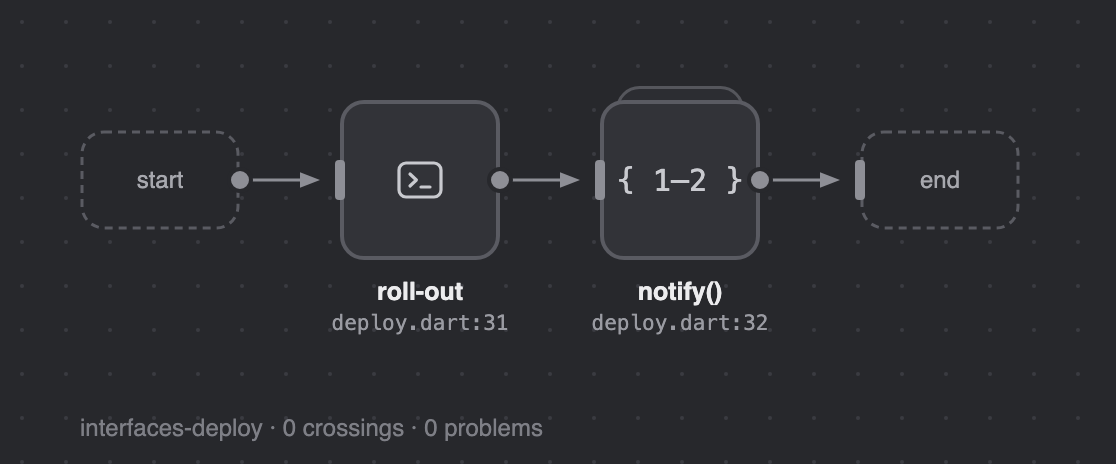 start
{ 1–2 }
end
roll-out
notify()
deploy.dart:31
deploy.dart:32
interfaces-deploy · 0 crossings · 0 problems